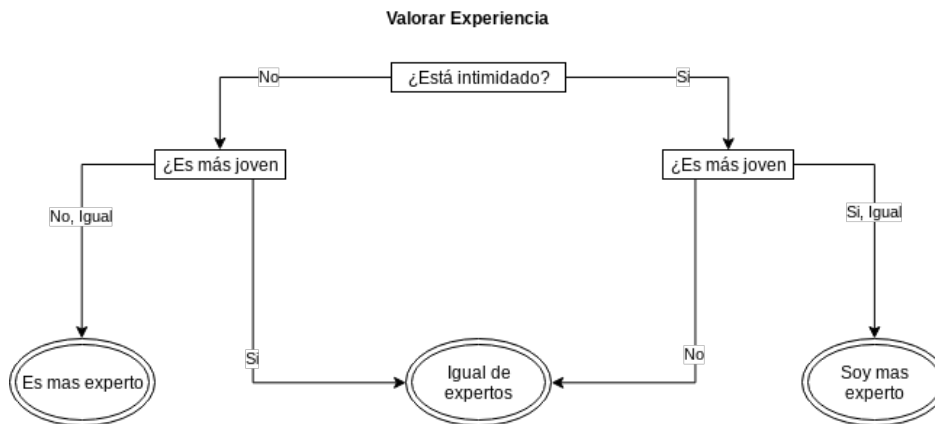 Valorar Experiencia
No
¿Está intimidado?
Si
¿Es más joven
¿Es más joven
No, Igual
Si, Igual
Si
No
Es mas experto
Igual de
expertos
Soy mas
experto